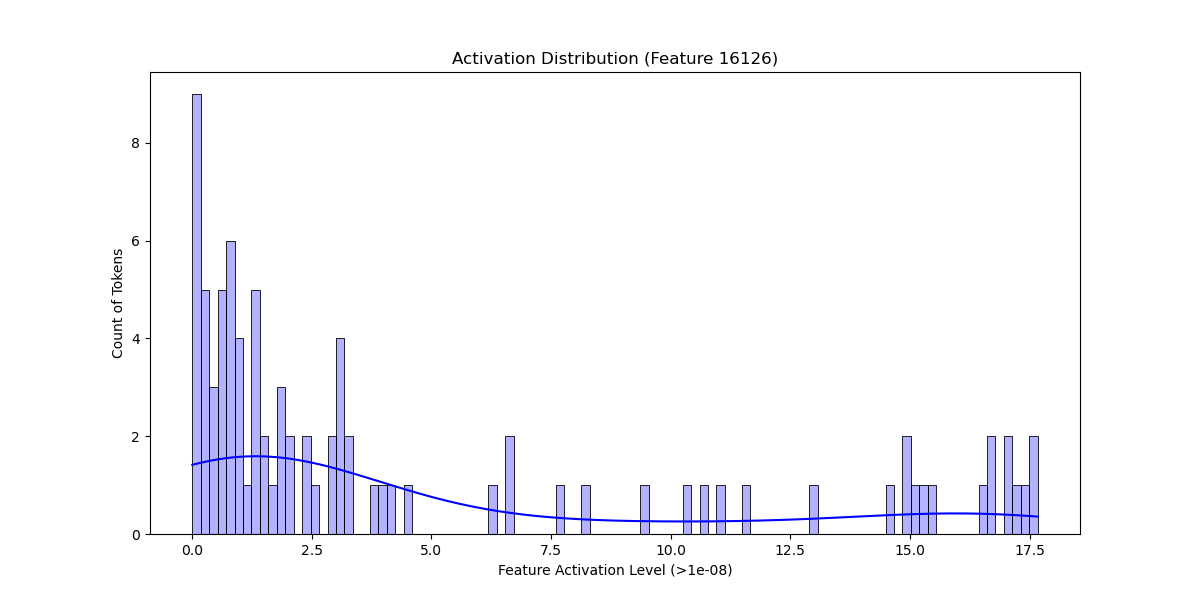 Activation Distribution (Feature 16126)
Count of Tokens
8
6
4
2
0
0.0 2.5 5.0 7.5 10.0 12.5 15.0 17.5
Feature Activation Level (>1e-08)